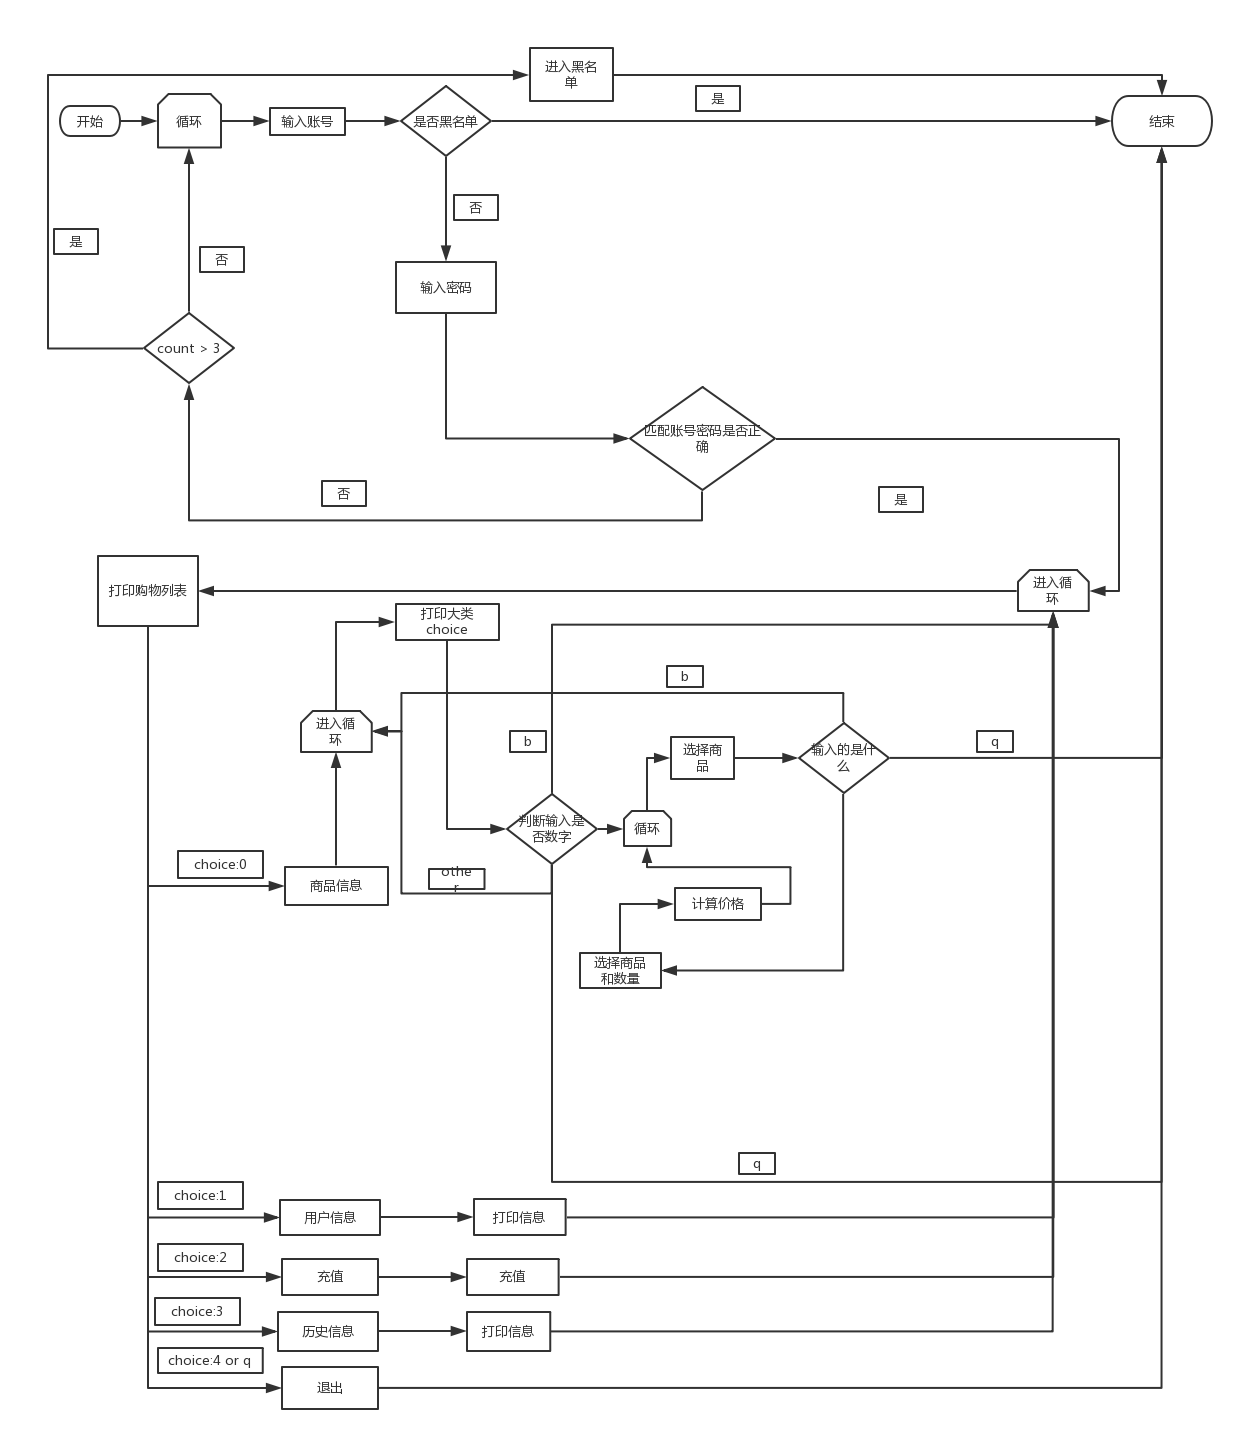 进入黑名
单
是
开始
循环
输入账号
是否黑名单
结束
否
是
否
输入密码
count > 3
匹配账号密码是否正
确
否
是
打印购物列表
进入循
环
打印大类
choice
b
进入循
环
b
选择商
品
输入的是什
么
q
判断输入是
否数字
循环
choice:0
商品信息
othe
r
计算价格
选择商品
和数量
q
choice:1
用户信息
打印信息
choice:2
充值
充值
choice:3
历史信息
打印信息
choice:4 or q
退出